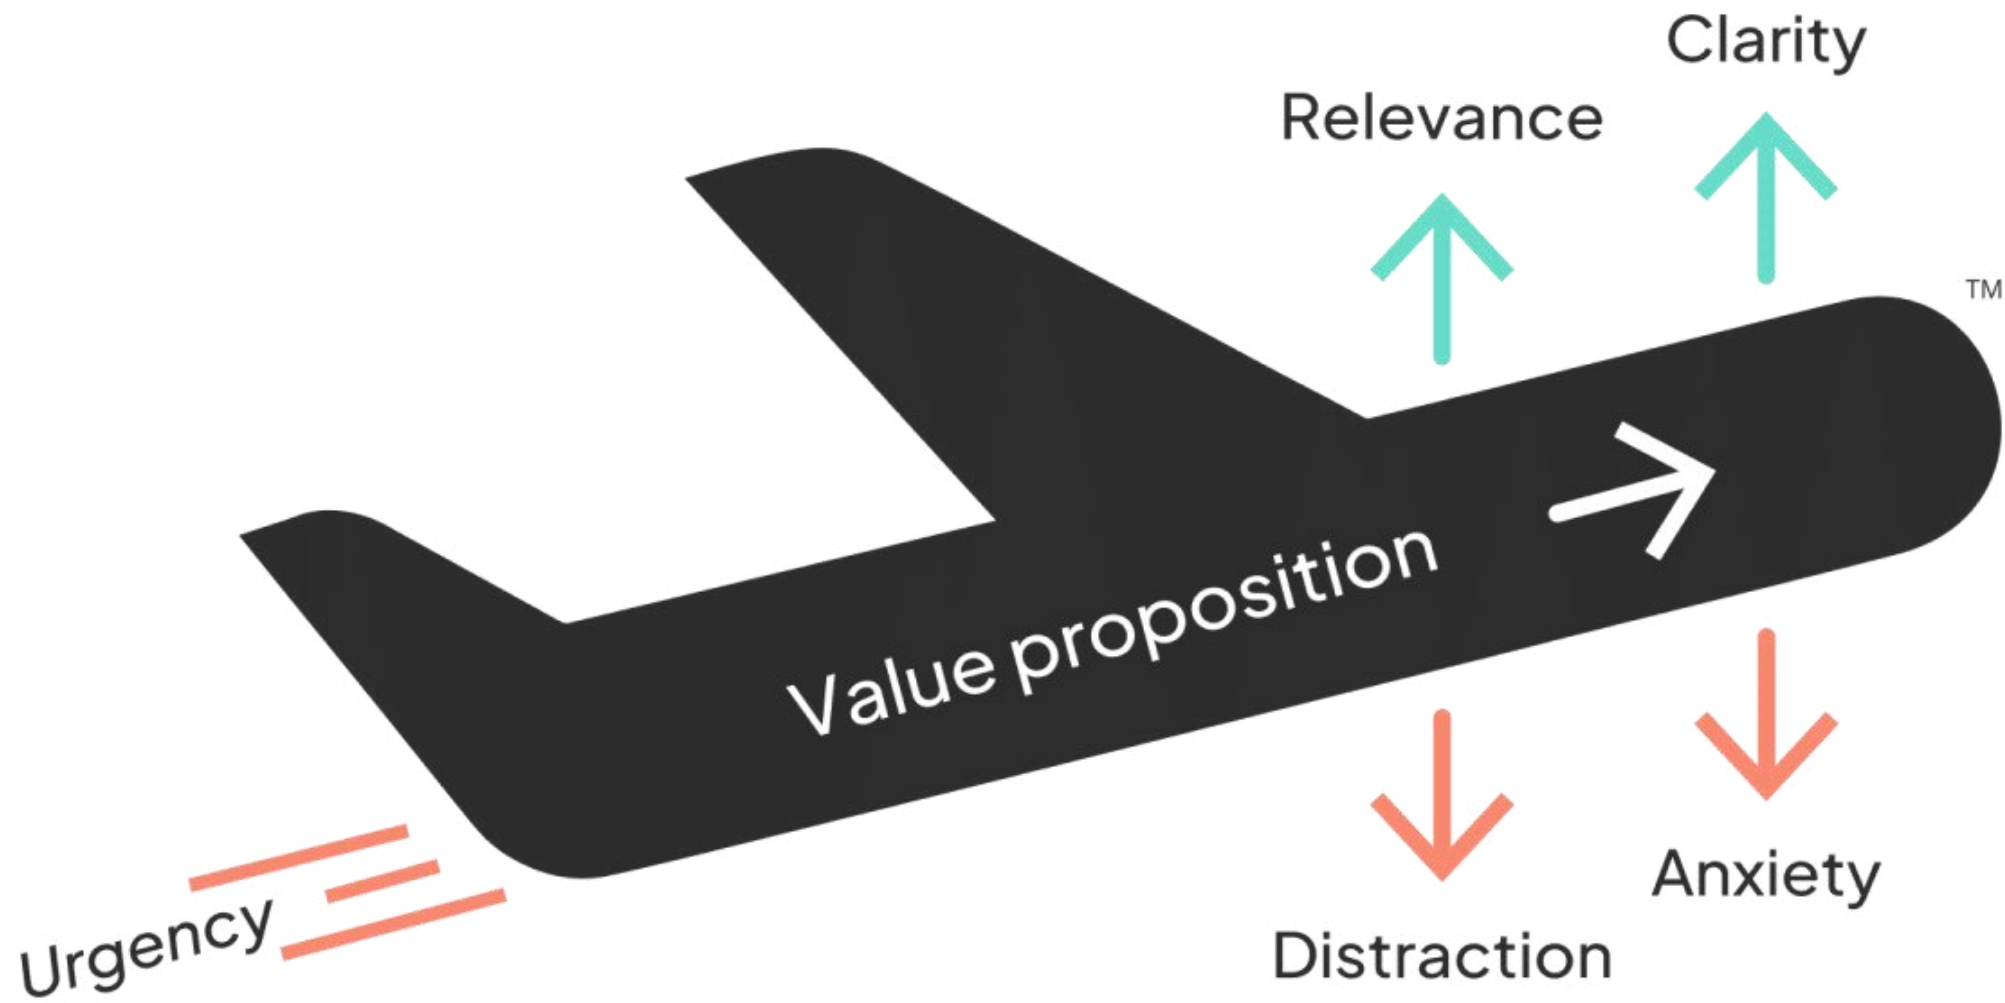 Clarity
Relevance
TM
Value proposition
Urgency
Anxiety
Distraction